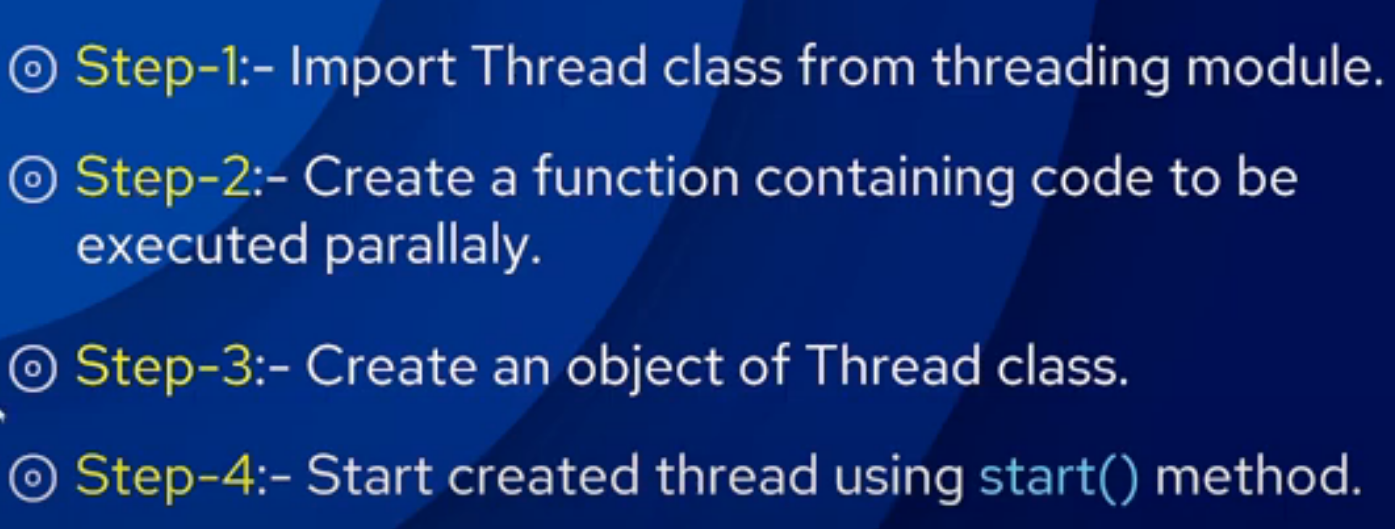 Step-1:- Import Thread class from threading module.
Step-2:- Create a function containing code to be
executed parallaly.
Step-3:- Create an object of Thread class.
Step-4:- Start created thread using start() method.